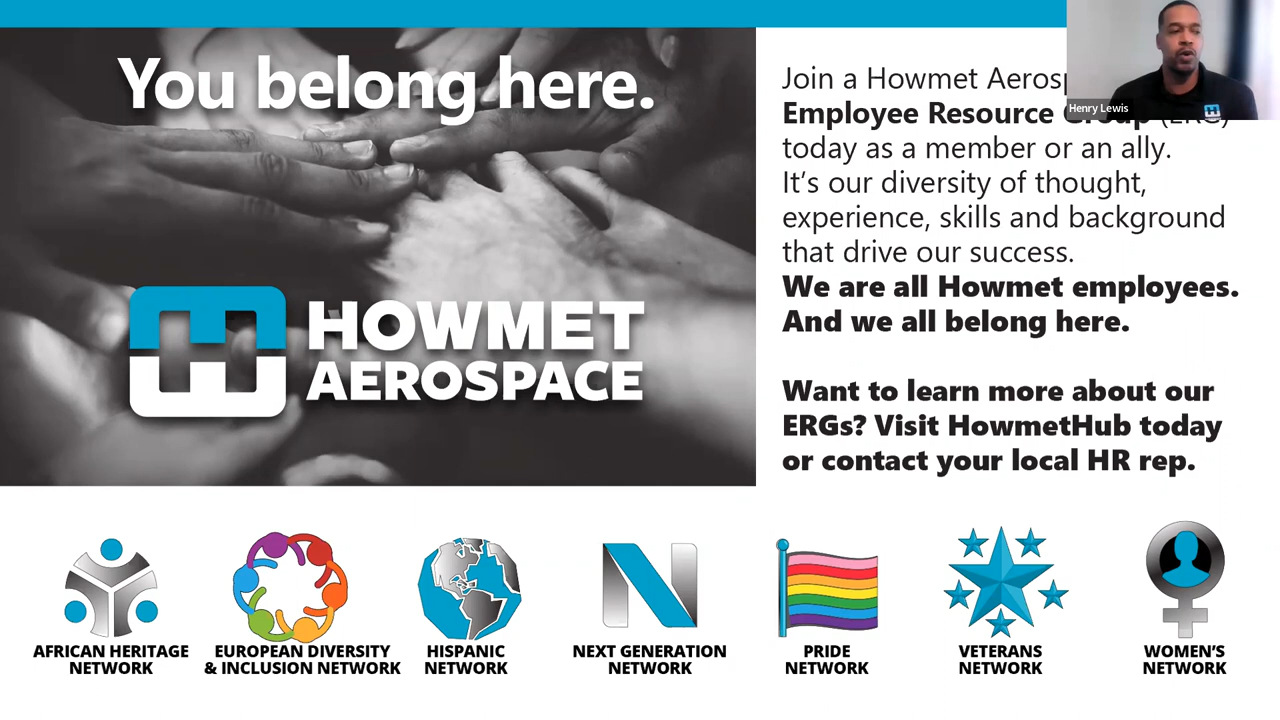 You belong here.
HOWMET
AEROSPACE
Join a Howmet
Henry Lewis
Employee Resource
today as a member or an ally.
It’s our diversity of thought,
experience, skills and background
that drive our success.
We are all Howmet employees.
And we all belong here.
Want to learn more about our
ERGs? Visit HowmetHub today
or contact your local HR rep.
AFRICAN HERITAGE
NETWORK
EUROPEAN DIVERSITY
& INCLUSION NETWORK
HISPANIC
NETWORK
NEXT GENERATION
NETWORK
PRIDE
NETWORK
VETERANS
NETWORK
WOMEN’S
NETWORK